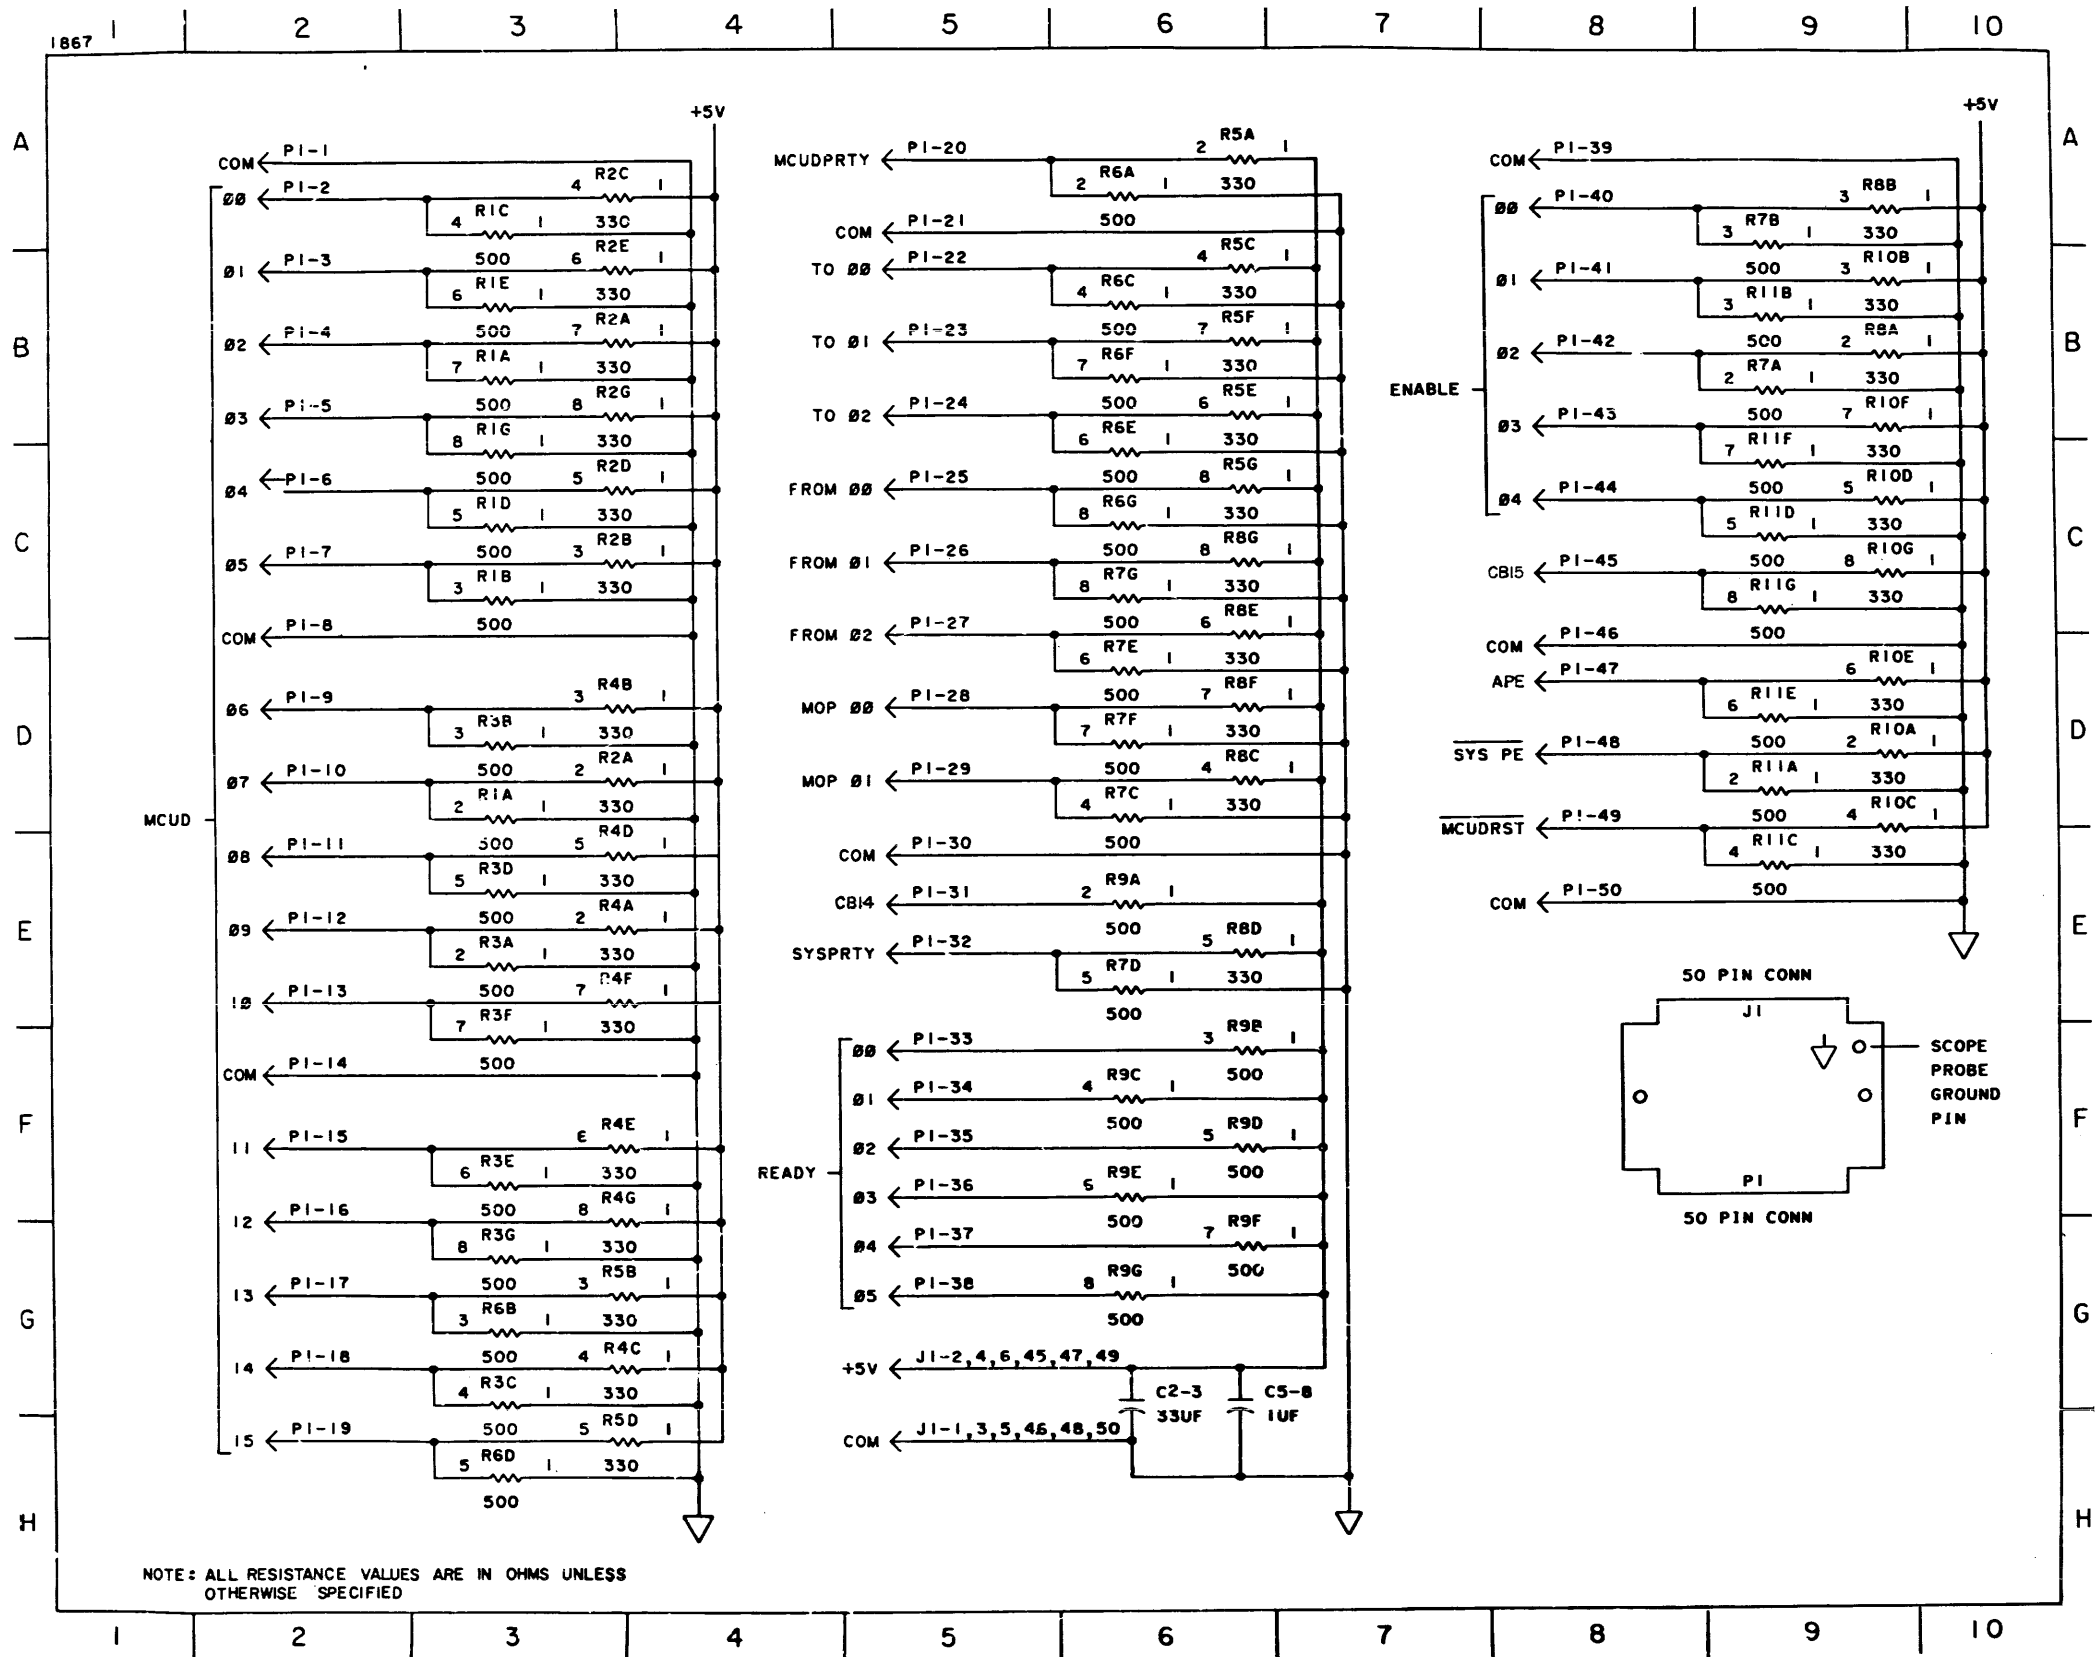 1 2 3 4 5 6 7 8 9 10
1867
A A
B B
C C
D D
E E
F F
G G
H H
+5V
COM P1-1
MCUD
00 P1-2 4 R2C 1
4 R1C 1 330
01 P1-3 500 6 R2E 1
6 R1E 1 330
02 P1-4 500 7 R2A 1
7 R1A 1 330
03 P1-5 500 8 R2G 1
8 R1G 1 330
04 P1-6 500 5 R2D 1
5 R1D 1 330
05 P1-7 500 3 R2B 1
3 R1B 1 330
COM P1-8 500
06 P1-9 3 R4B 1
3 R3B 1 330
07 P1-10 500 2 R2A 1
2 R1A 1 330
08 P1-11 500 5 R4D 1
5 R3D 1 330
09 P1-12 500 2 R4A 1
2 R3A 1 330
10 P1-13 500 7 R4F 1
7 R3F 1 330
COM P1-14 500
11 P1-15 6 R4E 1
6 R3E 1 330
12 P1-16 500 8 R4G 1
8 R3G 1 330
13 P1-17 500 3 R5B 1
3 R6B 1 330
14 P1-18 500 4 R4C 1
4 R3C 1 330
15 P1-19 500 5 R5D 1
5 R6D 1 330
500
MCUDPRTY P1-20 2 R5A 1
2 R6A 1 330
COM P1-21 500
TO 00 P1-22 4 R5C 1
4 R6C 1 330
TO 01 P1-23 500 7 R5F 1
7 R6F 1 330
TO 02 P1-24 500 6 R5E 1
6 R6E 1 330
FROM 00 P1-25 500 8 R5G 1
8 R6G 1 330
FROM 01 P1-26 500 8 R8G 1
8 R7G 1 330
FROM 02 P1-27 500 6 R8E 1
6 R7E 1 330
MOP 00 P1-28 500 7 R8F 1
7 R7F 1 330
MOP 01 P1-29 500 4 R8C 1
4 R7C 1 330
COM P1-30 500
CB14 P1-31 2 R9A 1
500
SYSPRTY P1-32 5 R8D 1
5 R7D 1 330
500
READY
00 P1-33 3 R9B 1
500
01 P1-34 4 R9C 1
500
02 P1-35 5 R9D 1
500
03 P1-36 6 R9E 1
500
04 P1-37 7 R9F 1
500
05 P1-38 8 R9G 1
500
+5V J1-2,4,6,45,47,49
C2-3 33UF C5-8 1UF
COM J1-1,3,5,46,48,50
+5V
COM P1-39
ENABLE
00 P1-40 3 R8B 1
3 R7B 1 330
01 P1-41 500 3 R10B 1
3 R11B 1 330
02 P1-42 500 2 R8A 1
2 R7A 1 330
03 P1-43 500 7 R10F 1
7 R11F 1 330
04 P1-44 500 5 R10D 1
5 R11D 1 330
CB15 P1-45 500 8 R10G 1
8 R11G 1 330
COM P1-46 500
APE P1-47 6 R10E 1
6 R11E 1 330
SYS PE P1-48 500 2 R10A 1
2 R11A 1 330
MCUDRST P1-49 500 4 R10C 1
4 R11C 1 330
COM P1-50 500
50 PIN CONN
J1
SCOPE
PROBE
GROUND
PIN
P1
50 PIN CONN
NOTE: ALL RESISTANCE VALUES ARE IN OHMS UNLESS
OTHERWISE SPECIFIED
1 2 3 4 5 6 7 8 9 10